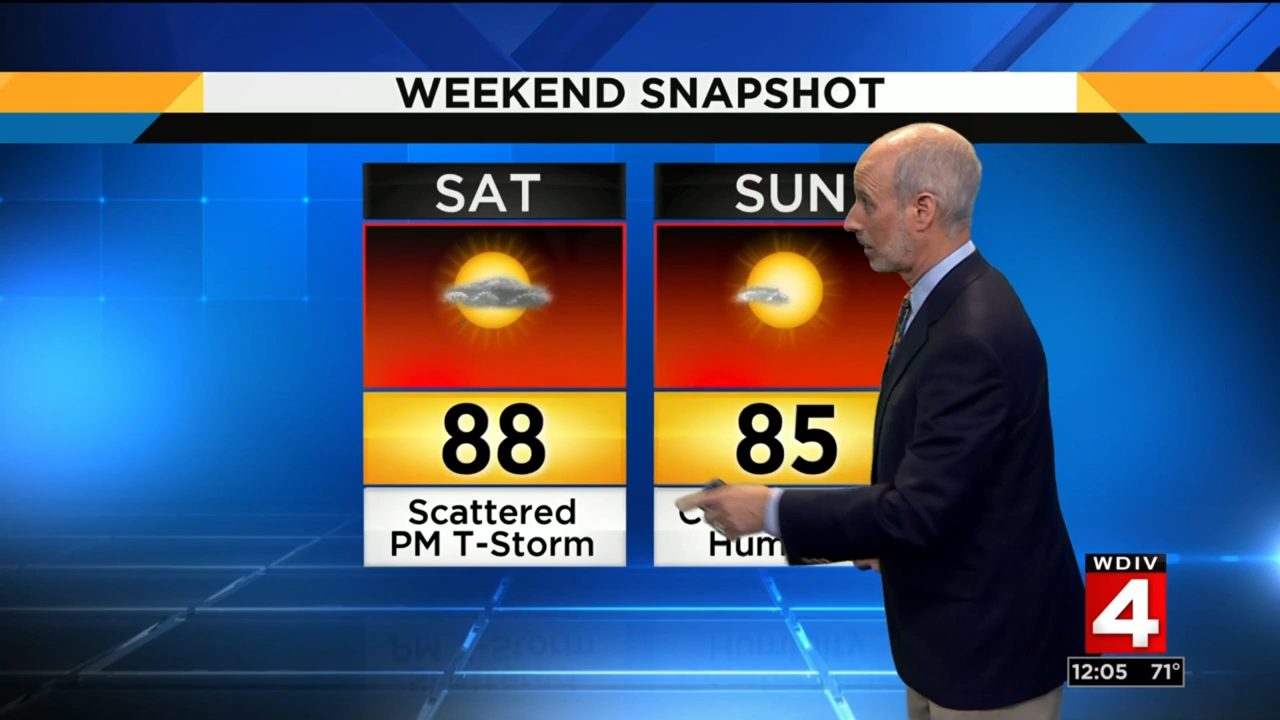 WEEKEND SNAPSHOT
SAT
SUN
88
85
Scattered
PM T-Storm
WDIV
4
12:05 71°